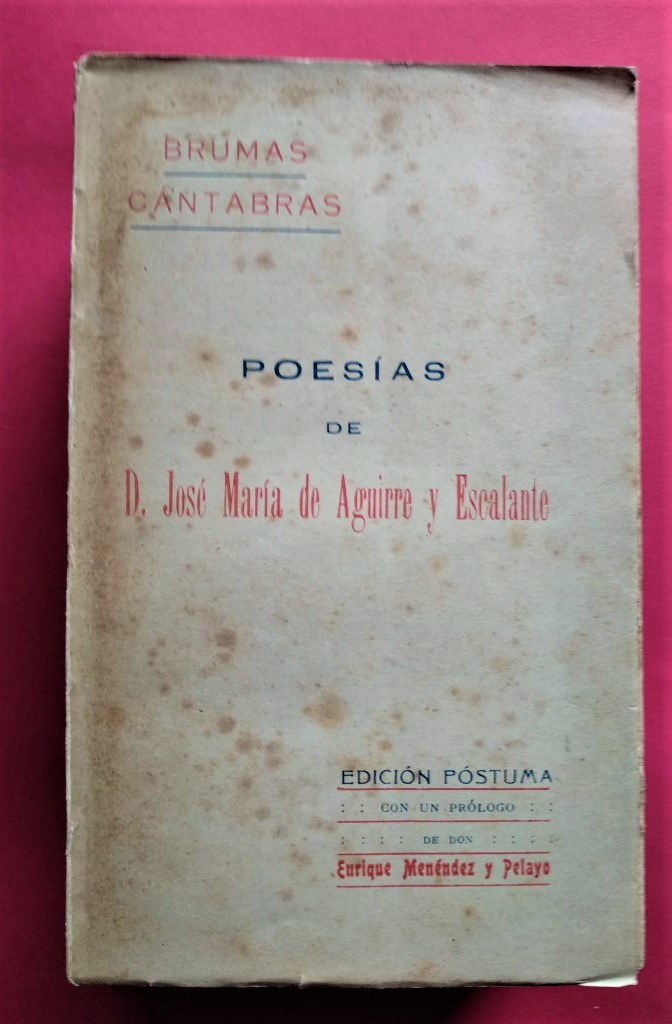 BRUMAS
CANTABRAS
POESÍAS
DE
D. José María de Aguirre y Escalante
EDICIÓN PÓSTUMA
: : CON UN PRÓLOGO : :
: : : : DE DON : : : :
Enrique Menéndez y Pelayo